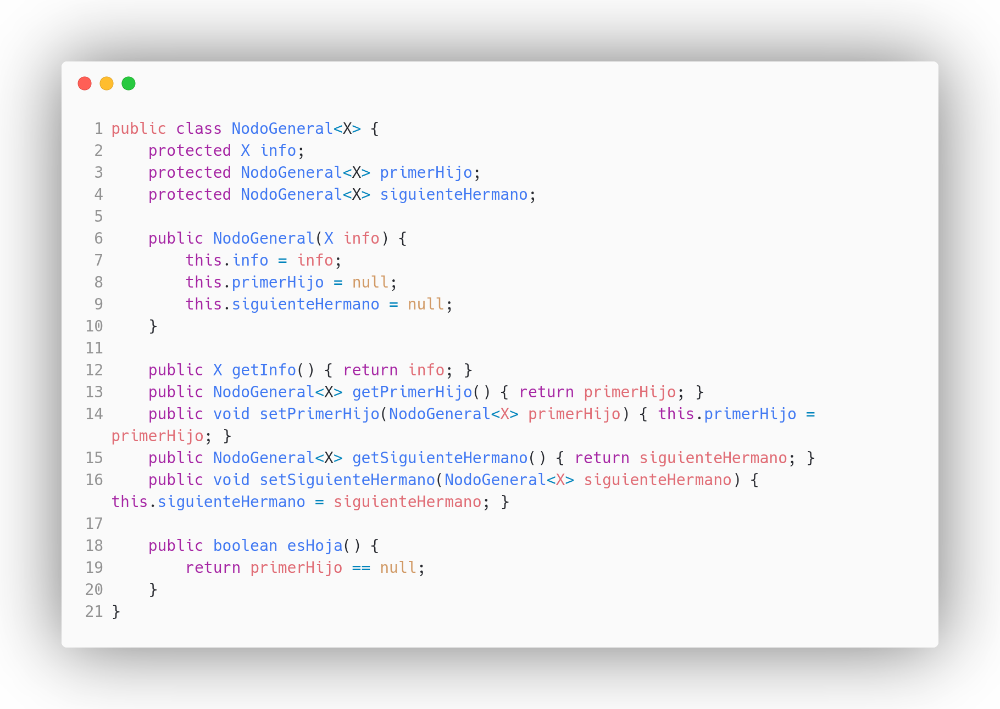 1 public class NodoGeneral<X> {
2     protected X info;
3     protected NodoGeneral<X> primerHijo;
4     protected NodoGeneral<X> siguienteHermano;
5
6     public NodoGeneral(X info) {
7         this.info = info;
8         this.primerHijo = null;
9         this.siguienteHermano = null;
10     }
11
12     public X getInfo() { return info; }
13     public NodoGeneral<X> getPrimerHijo() { return primerHijo; }
14     public void setPrimerHijo(NodoGeneral<X> primerHijo) { this.primerHijo =
primerHijo; }
15     public NodoGeneral<X> getSiguienteHermano() { return siguienteHermano; }
16     public void setSiguienteHermano(NodoGeneral<X> siguienteHermano) {
this.siguienteHermano = siguienteHermano; }
17
18     public boolean esHoja() {
19         return primerHijo == null;
20     }
21 }